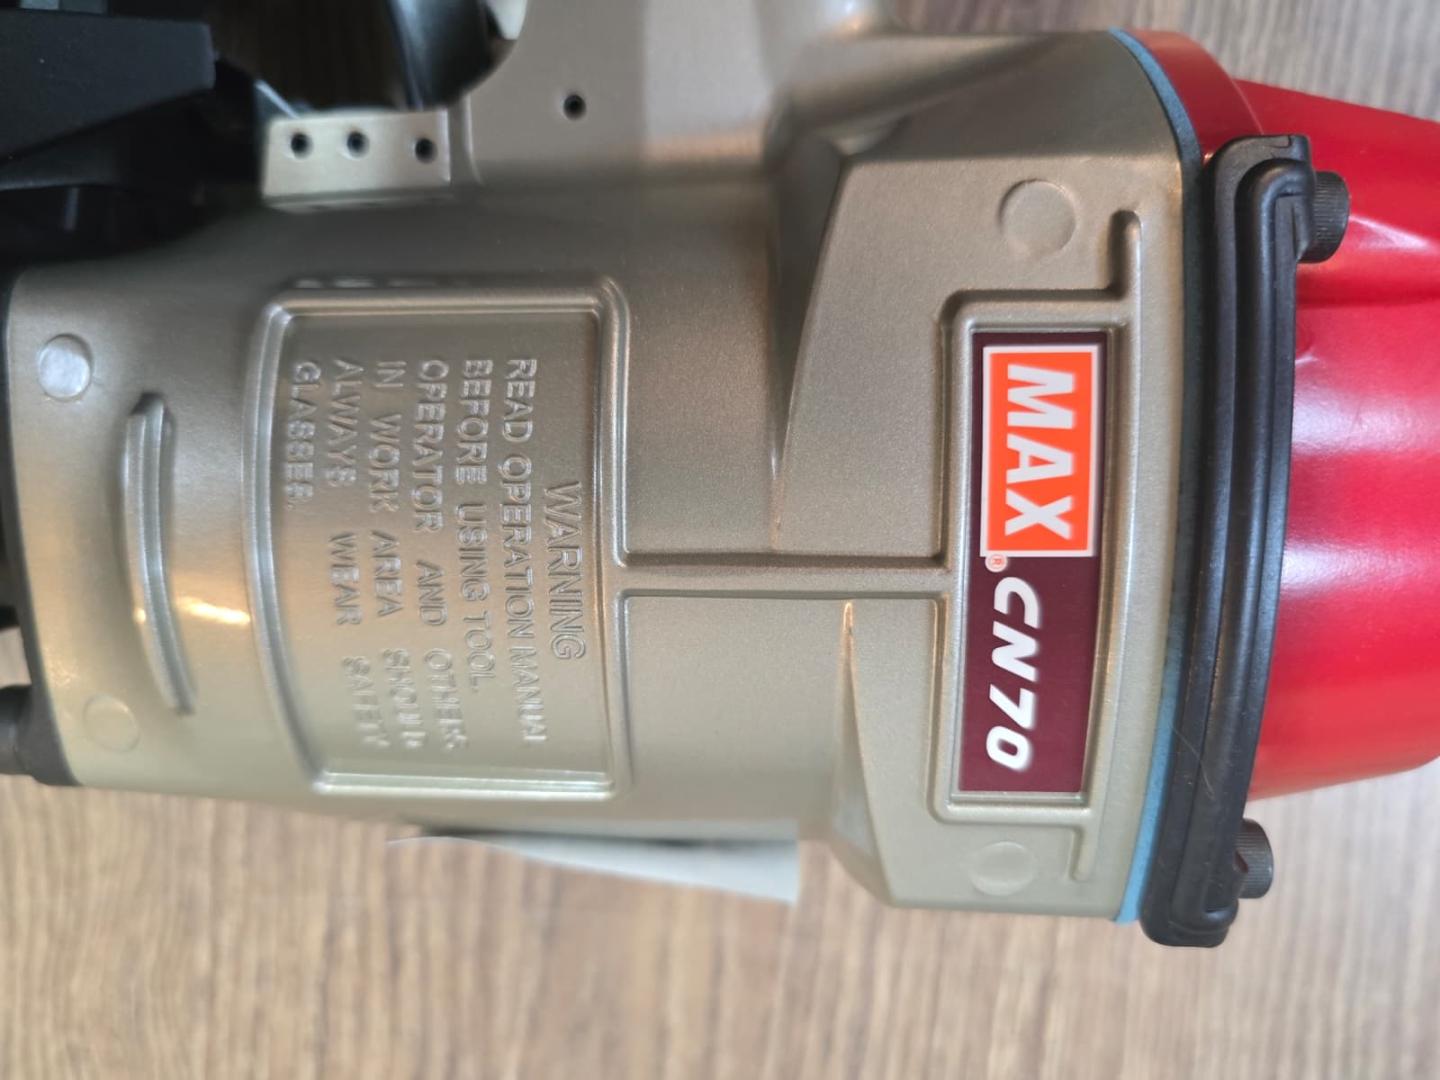 MAX® CN70
WARNING
READ OPERATION MANUAL
BEFORE USING TOOL.
OPERATOR AND OTHERS
IN WORK AREA SHOULD
ALWAYS WEAR SAFETY
GLASSES.